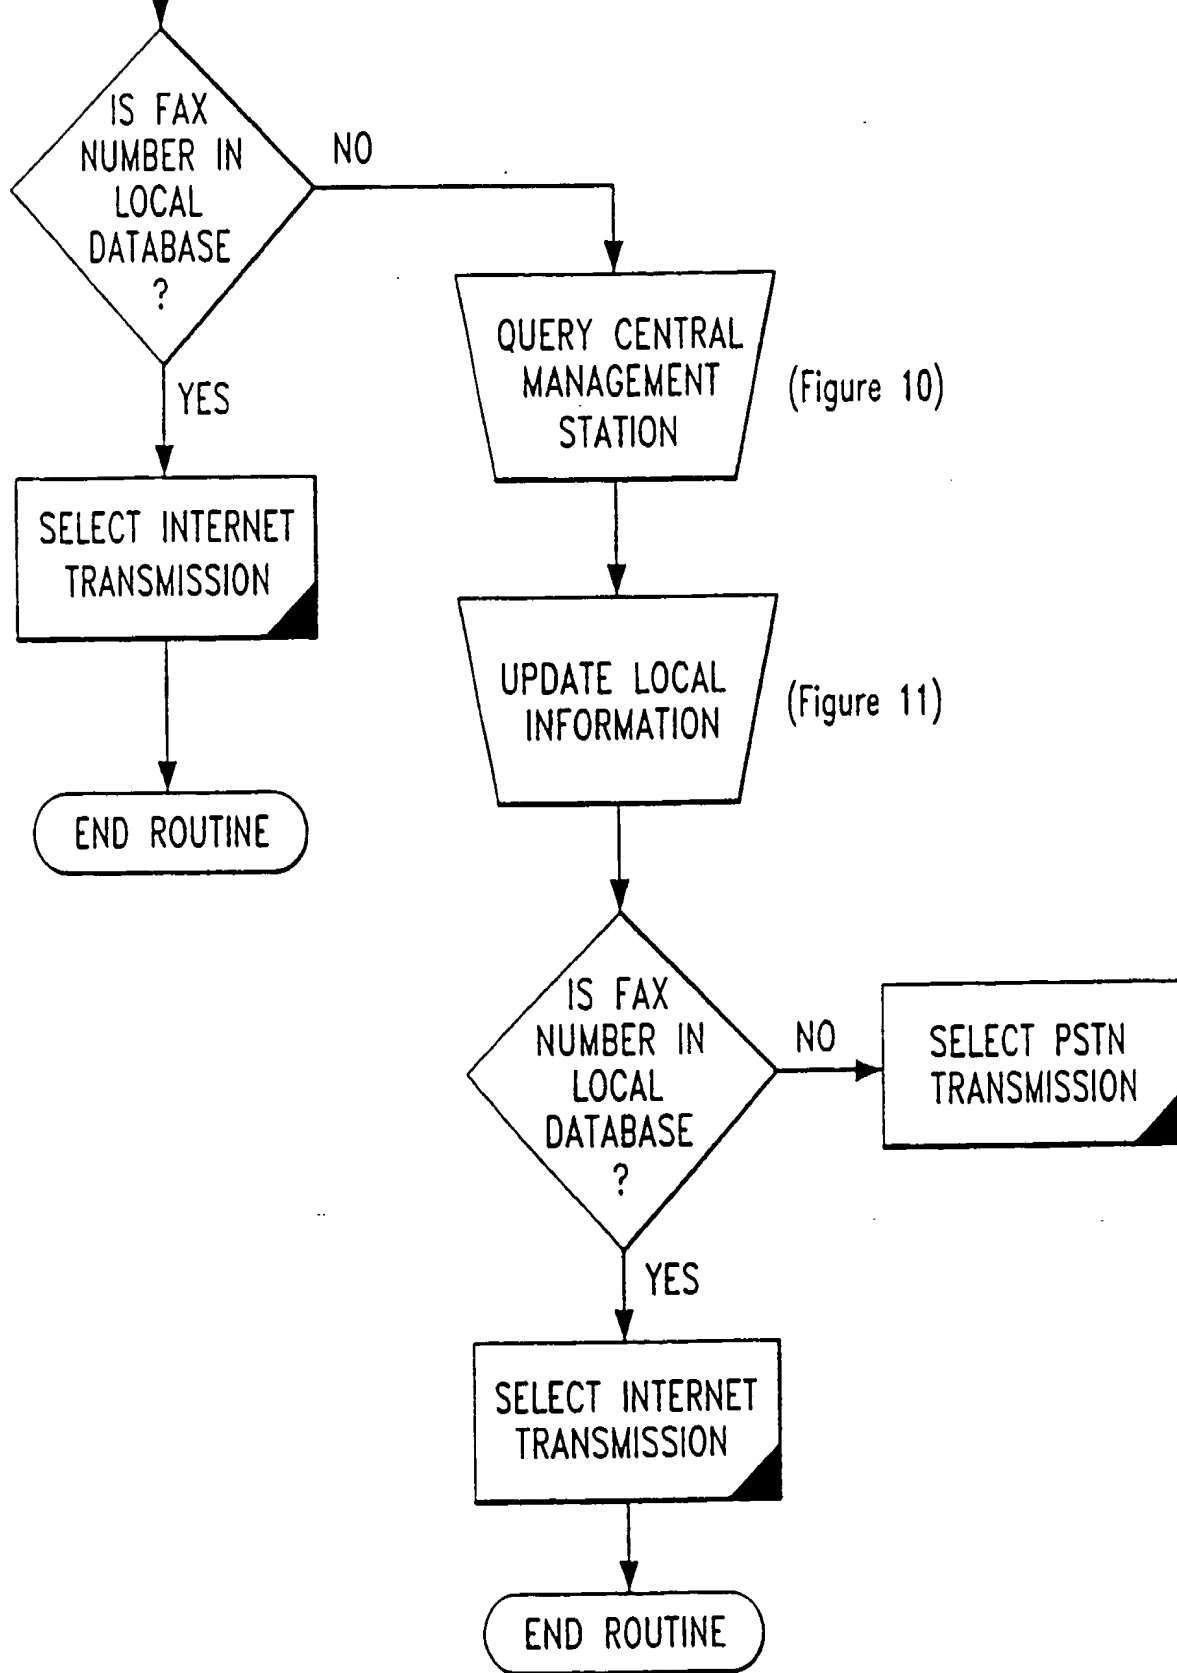 IS FAX
NUMBER IN
LOCAL
DATABASE
?
NO
YES
QUERY CENTRAL
MANAGEMENT
STATION
(Figure 10)
SELECT INTERNET
TRANSMISSION
UPDATE LOCAL
INFORMATION
(Figure 11)
END ROUTINE
IS FAX
NUMBER IN
LOCAL
DATABASE
?
NO
SELECT PSTN
TRANSMISSION
YES
SELECT INTERNET
TRANSMISSION
END ROUTINE